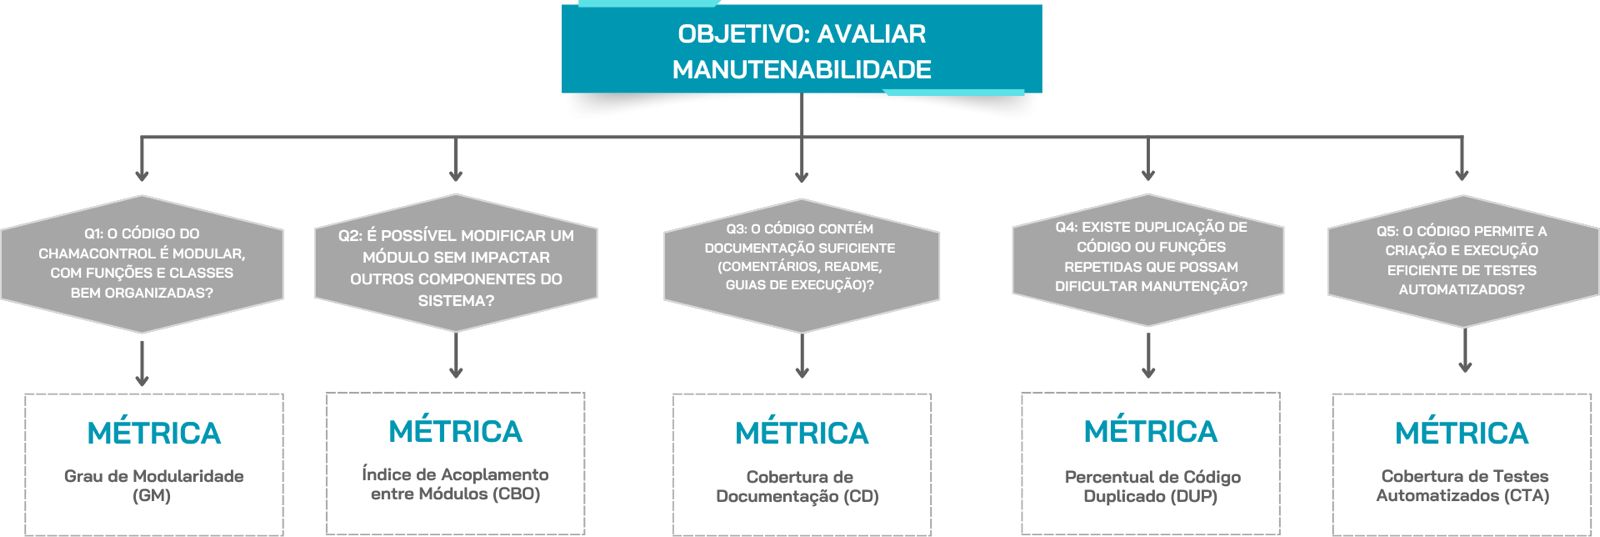 OBJETIVO: AVALIAR
MANUTENABILIDADE
Q1: O CÓDIGO DO
CHAMACONTROL É MODULAR,
COM FUNÇÕES E CLASSES
BEM ORGANIZADAS?
Q2: É POSSÍVEL MODIFICAR UM
MÓDULO SEM IMPACTAR
OUTROS COMPONENTES DO
SISTEMA?
Q3: O CÓDIGO CONTÉM
DOCUMENTAÇÃO SUFICIENTE
(COMENTÁRIOS, README,
GUIAS DE EXECUÇÃO)?
Q4: EXISTE DUPLICAÇÃO DE
CÓDIGO OU FUNÇÕES
REPETIDAS QUE POSSAM
DIFICULTAR MANUTENÇÃO?
Q5: O CÓDIGO PERMITE A
CRIAÇÃO E EXECUÇÃO
EFICIENTE DE TESTES
AUTOMATIZADOS?
MÉTRICA
Grau de Modularidade
(GM)
MÉTRICA
Índice de Acoplamento
entre Módulos (CBO)
MÉTRICA
Cobertura de
Documentação (CD)
MÉTRICA
Percentual de Código
Duplicado (DUP)
MÉTRICA
Cobertura de Testes
Automatizados (CTA)